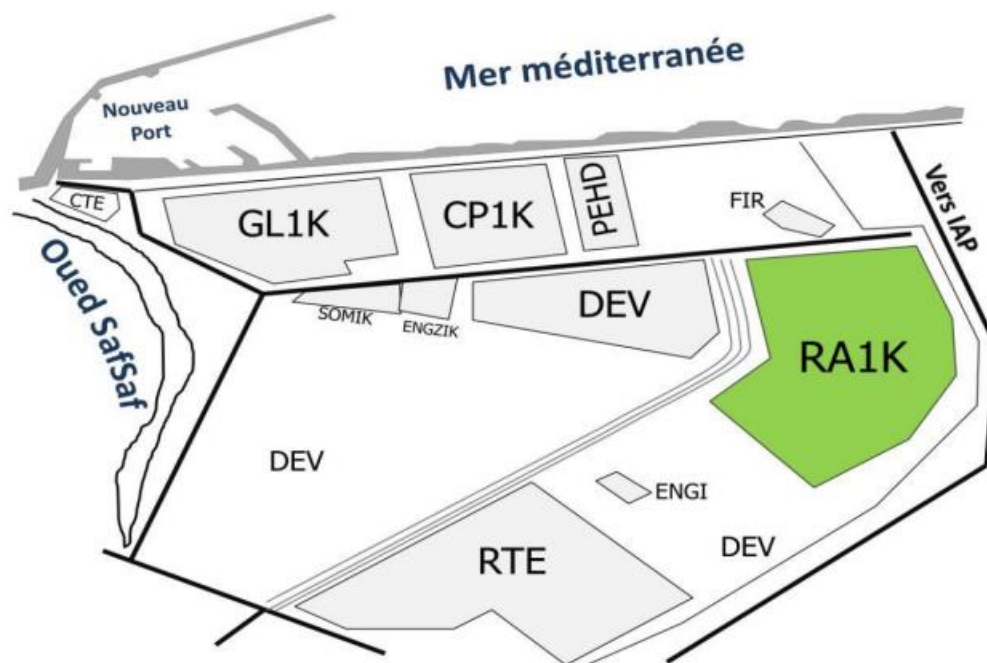 Mer méditerranée
Nouveau
Port
CTE
GL1K
CP1K
PEHD
FIR
Vers IAP
Oued SafSaf
SOMIK
ENGZIK
DEV
RA1K
DEV
ENGI
RTE
DEV